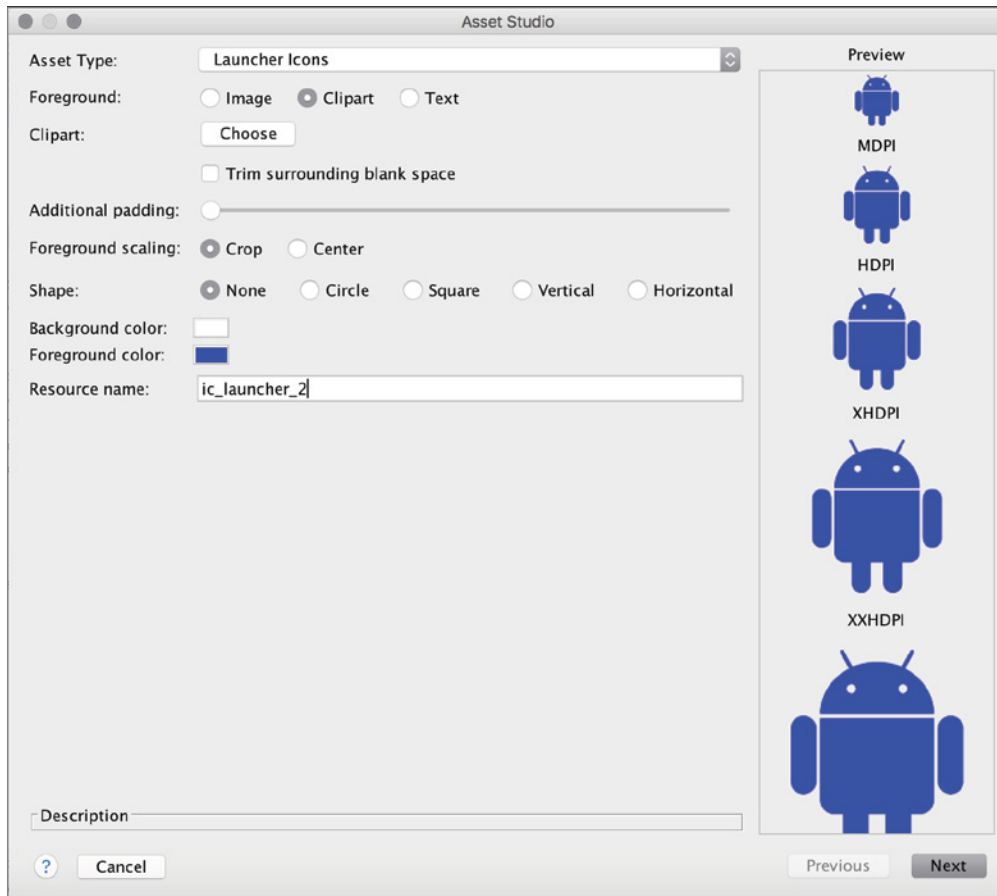 Asset Studio
Asset Type:
Launcher Icons
Foreground:
Image
Clipart
Text
Clipart:
Choose
Trim surrounding blank space
Additional padding:
Foreground scaling:
Crop
Center
Shape:
None
Circle
Square
Vertical
Horizontal
Background color:
Foreground color:
Resource name:
ic_launcher_2
Preview
MDPI
HDPI
XHDPI
XXHDPI
Description
?
Cancel
Previous
Next